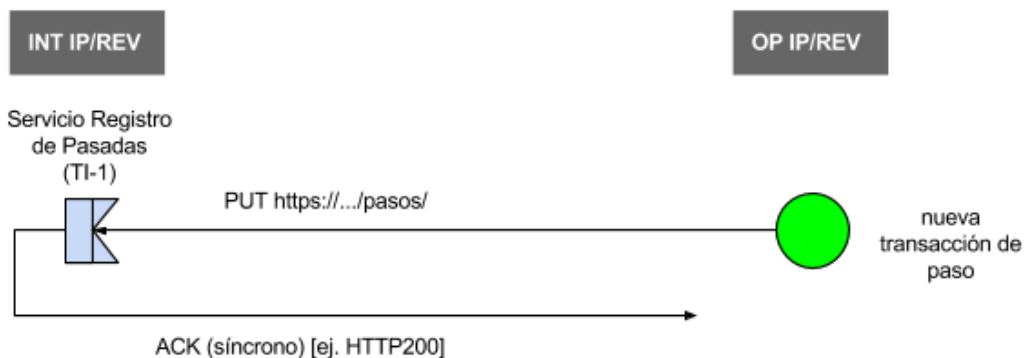 INT IP/REV
OP IP/REV
Servicio Registro
de Pasadas
(TI-1)
PUT https://.../pasos/
nueva
transacción de
paso
ACK (síncrono) [ej. HTTP200]